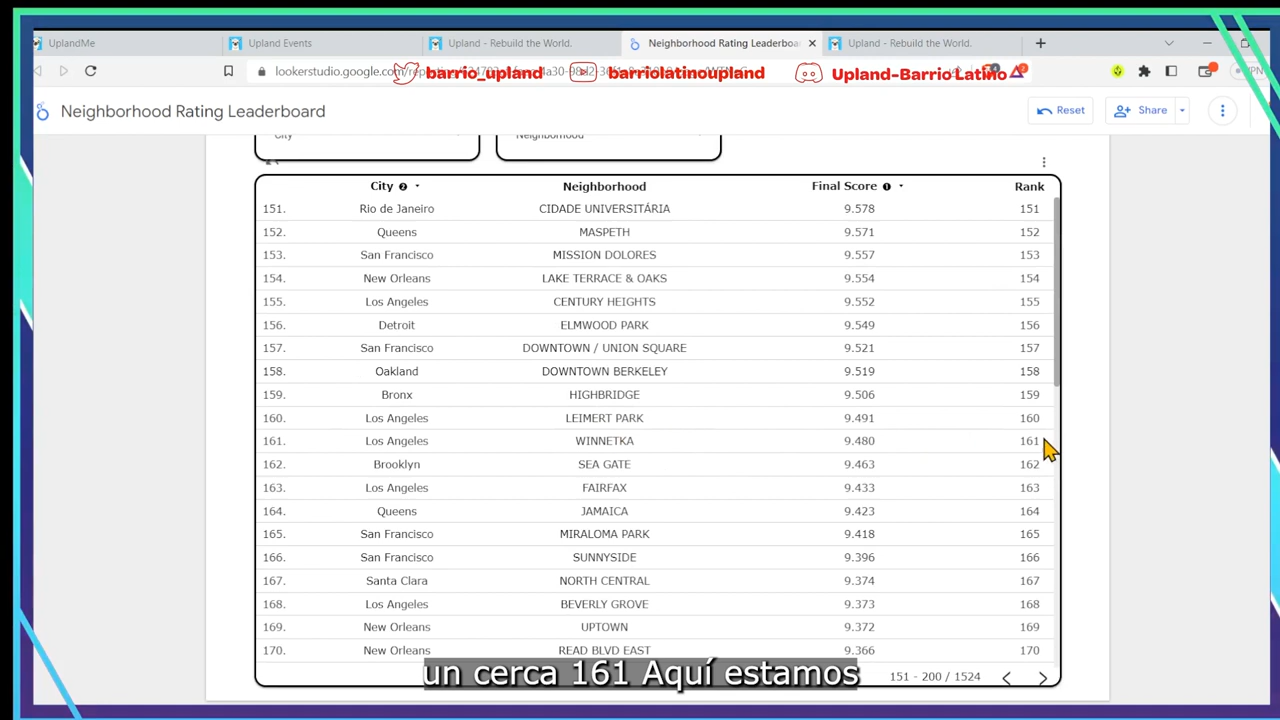 UplandMe
Upland Events
Upland - Rebuild the World.
Neighborhood Rating Leaderboa
Upland - Rebuild the World.
lookerstudio.google.com/
barrio_upland
barriolatinoupland
Upland-BarrioLatino
Neighborhood Rating Leaderboard
Reset
Share
City
Neighborhood
City Neighborhood Final Score Rank
151. Rio de Janeiro CIDADE UNIVERSITÁRIA 9.578 151
152. Queens MASPETH 9.571 152
153. San Francisco MISSION DOLORES 9.557 153
154. New Orleans LAKE TERRACE & OAKS 9.554 154
155. Los Angeles CENTURY HEIGHTS 9.552 155
156. Detroit ELMWOOD PARK 9.549 156
157. San Francisco DOWNTOWN / UNION SQUARE 9.521 157
158. Oakland DOWNTOWN BERKELEY 9.519 158
159. Bronx HIGHBRIDGE 9.506 159
160. Los Angeles LEIMERT PARK 9.491 160
161. Los Angeles WINNETKA 9.480 161
162. Brooklyn SEA GATE 9.463 162
163. Los Angeles FAIRFAX 9.433 163
164. Queens JAMAICA 9.423 164
165. San Francisco MIRALOMA PARK 9.418 165
166. San Francisco SUNNYSIDE 9.396 166
167. Santa Clara NORTH CENTRAL 9.374 167
168. Los Angeles BEVERLY GROVE 9.373 168
169. New Orleans UPTOWN 9.372 169
170. New Orleans READ BLVD EAST 9.366 170
un cerca 161 Aquí estamos
151 - 200 / 1524